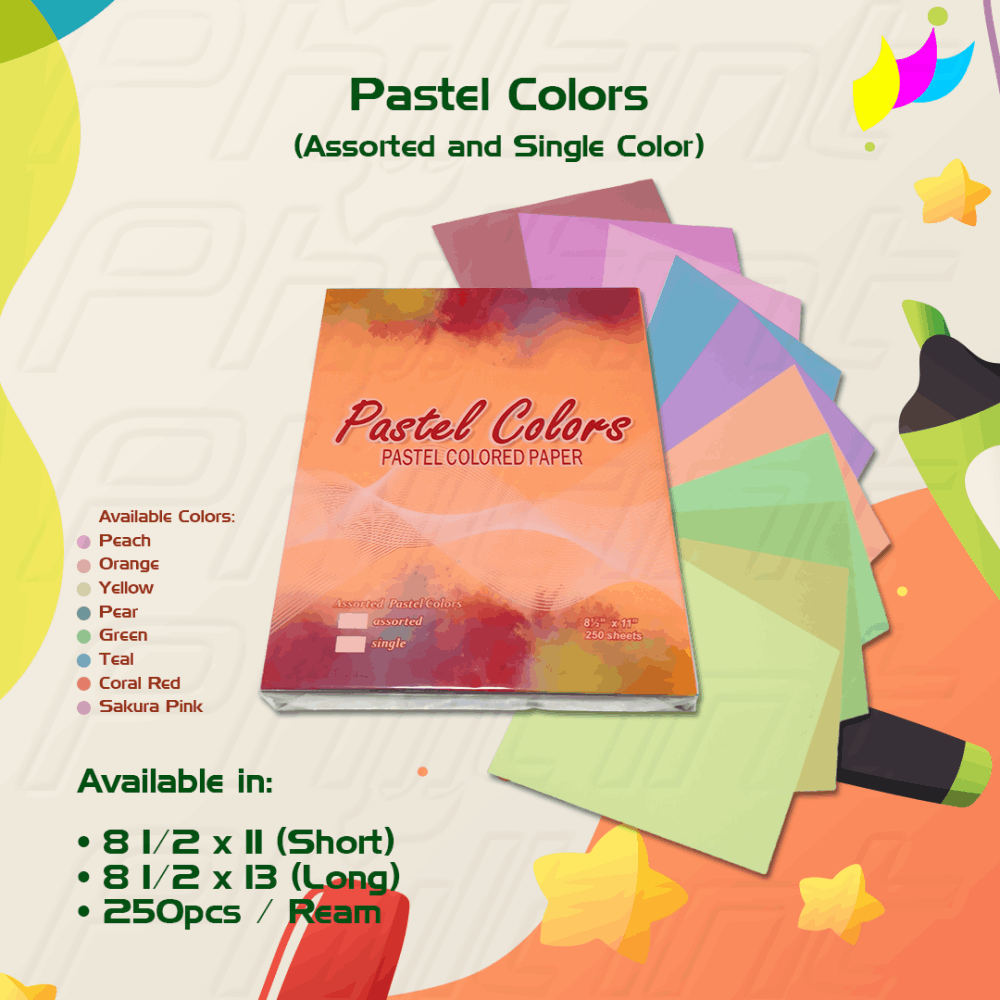 Pastel Colors
(Assorted and Single Color)
Pastel Colors
PASTEL COLORED PAPER
Assorted Pastel Colors
assorted
single
8½" x 11"
250 sheets
Available Colors:
Peach
Orange
Yellow
Pear
Green
Teal
Coral Red
Sakura Pink
Available in:
• 8 1/2 x 11 (Short)
• 8 1/2 x 13 (Long)
• 250pcs / Ream